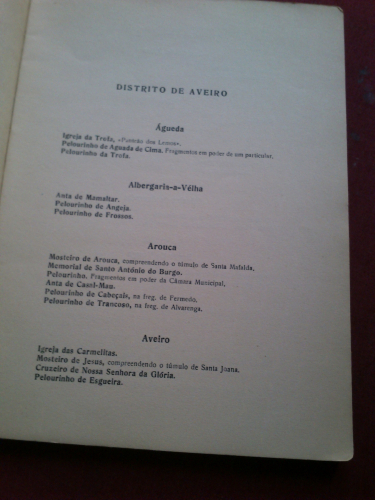 DISTRITO DE AVEIRO
Águeda
Igreja da Trofa, «Panteão dos Lemos».
Pelourinho de Aguada de Cima, Fragmentos em poder de um particular.
Pelourinho da Trofa.
Albergaria-a-Vélha
Anta de Mamaltar.
Pelourinho de Angeja.
Pelourinho de Frossos.
Arouca
Mosteiro de Arouca, compreendendo o túmulo de Santa Mafalda.
Memorial de Santo António do Burgo.
Pelourinho. Fragmentos em poder da Câmara Municipal.
Anta de Casal-Mau.
Pelourinho de Cabeçais, na freg. de Fermedo.
Pelourinho de Trancoso, na freg. de Alvarenga.
Aveiro
Igreja das Carmelitas.
Mosteiro de Jesus, compreendendo o túmulo de Santa Joana.
Cruzeiro de Nossa Senhora da Glória.
Pelourinho de Esgueira.